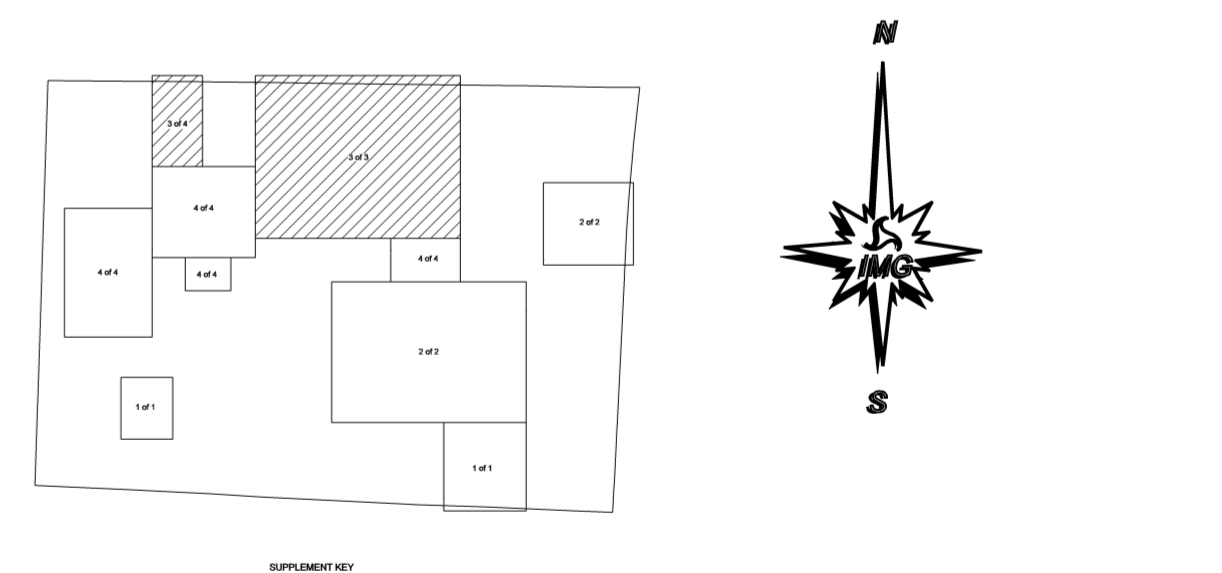 N
3 of 4
3 of 3
4 of 4
2 of 2
4 of 4
4 of 4
4 of 4
IMG
2 of 2
1 of 1
S
1 of 1
SUPPLEMENT KEY